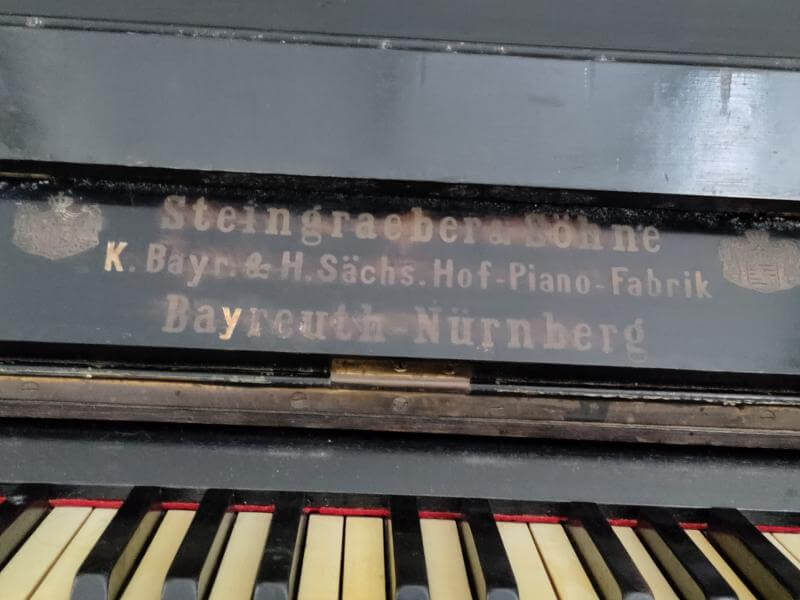 Steingraeber & Söhne
K. Bayr. & H. Sächs. Hof-Piano-Fabrik
Bayreuth-Nürnberg